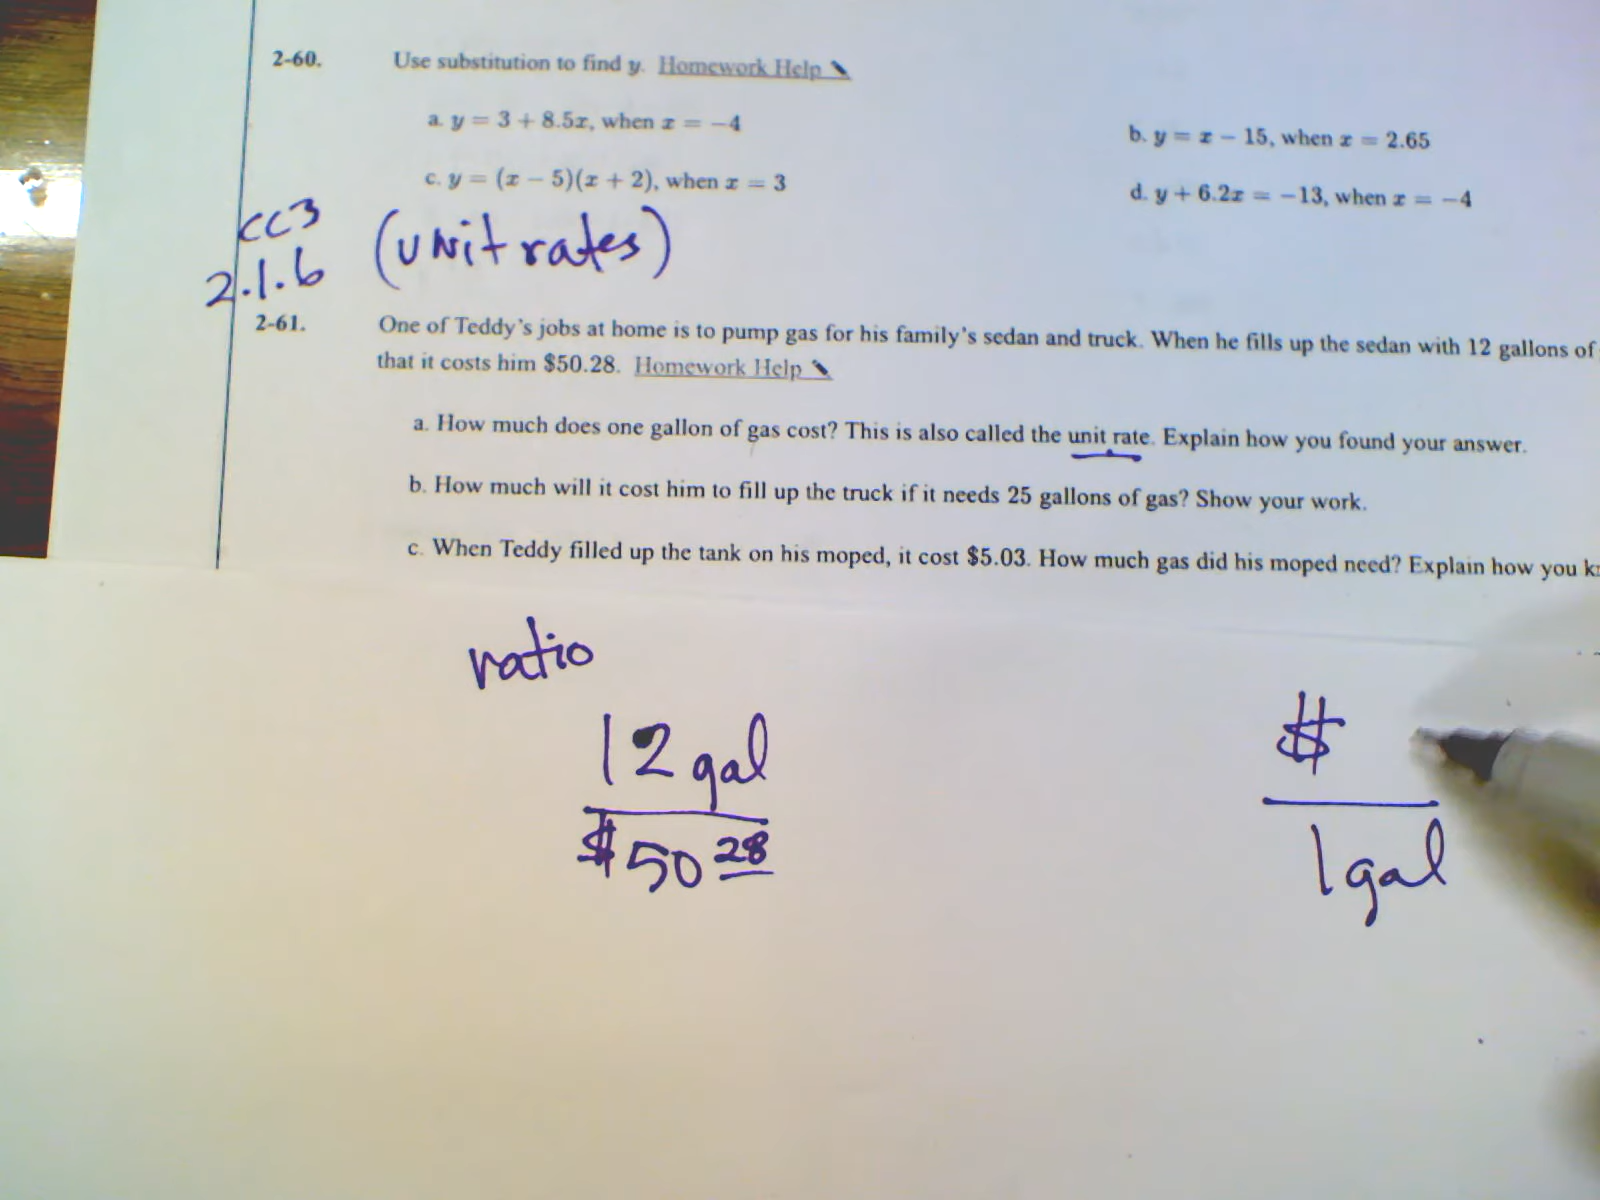 2-60. Use substitution to find y. Homework Help
a. y = 3 + 8.5x, when x = −4
b. y = x − 15, when x = 2.65
c. y = (x − 5)(x + 2), when x = 3
d. y + 6.2x = −13, when x = −4
CC3 (unit rates)
2.1.6
2-61. One of Teddy's jobs at home is to pump gas for his family's sedan and truck. When he fills up the sedan with 12 gallons of
that it costs him $50.28. Homework Help
a. How much does one gallon of gas cost? This is also called the unit rate. Explain how you found your answer.
b. How much will it cost him to fill up the truck if it needs 25 gallons of gas? Show your work.
c. When Teddy filled up the tank on his moped, it cost $5.03. How much gas did his moped need? Explain how you
ratio
12 gal
$50 28
$
1 gal